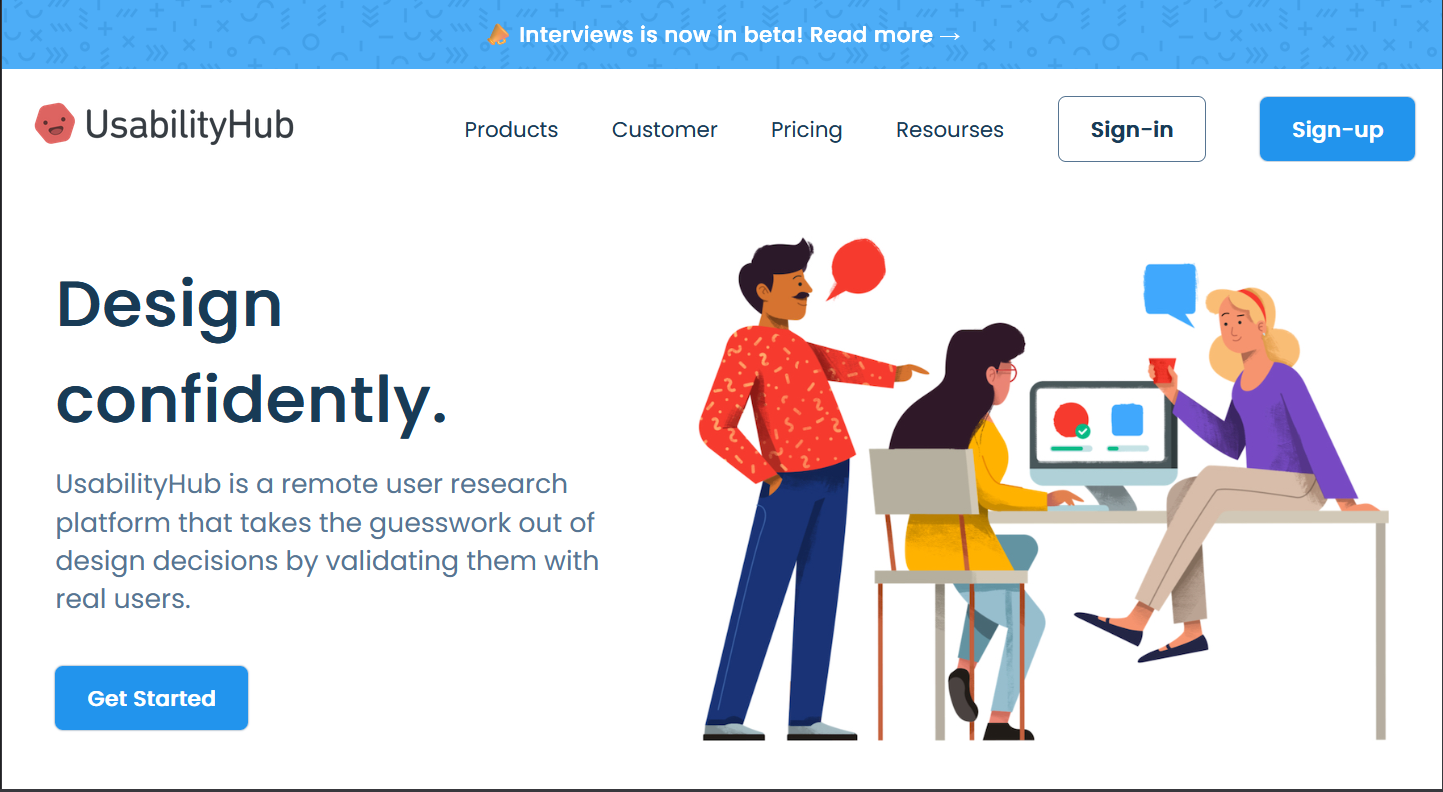 Interviews is now in beta! Read more →
UsabilityHub
Products
Customer
Pricing
Resourses
Sign-in
Sign-up
Design
confidently.
UsabilityHub is a remote user research
platform that takes the guesswork out of
design decisions by validating them with
real users.
Get Started